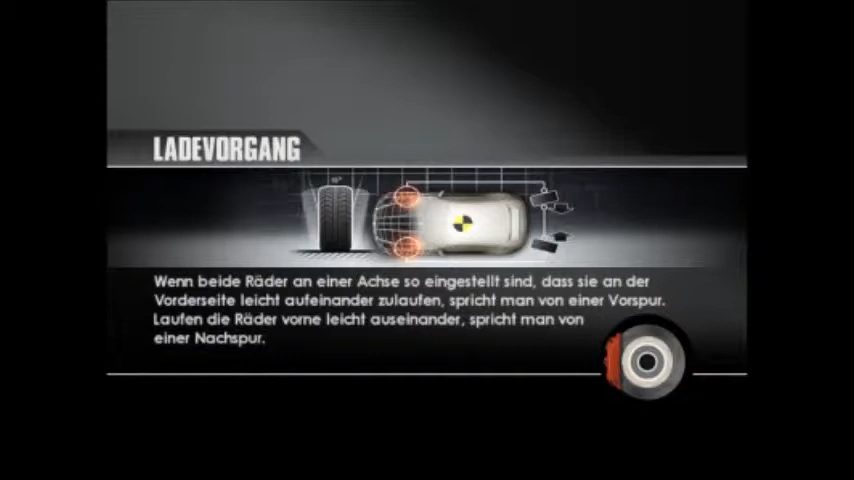 LADEVORGANG
Wenn beide Räder an einer Achse so eingestellt sind, dass sie an der
Vorderseite leicht aufeinander zulaufen, spricht man von einer Vorspur.
Laufen die Räder vorne leicht auseinander, spricht man von
einer Nachspur.